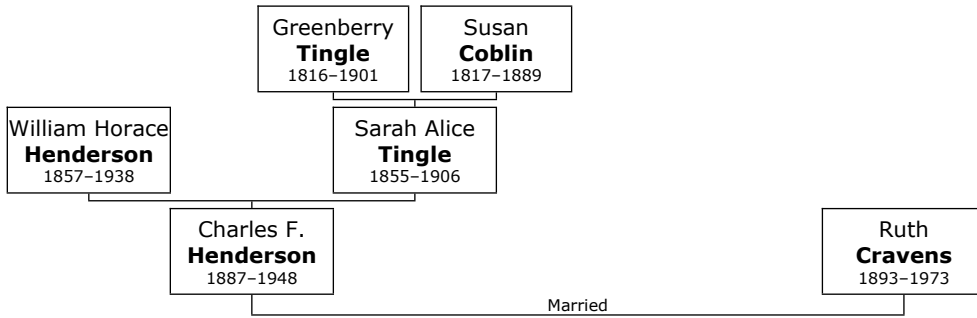 Greenberry
Tingle
1816–1901
Susan
Coblin
1817–1889
William Horace
Henderson
1857–1938
Sarah Alice
Tingle
1855–1906
Charles F.
Henderson
1887–1948
Ruth
Cravens
1893–1973
Married